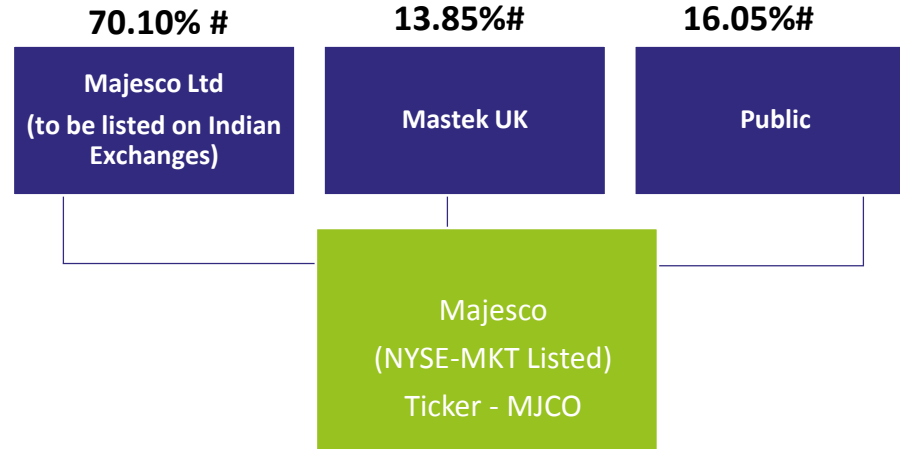 70.10% #
13.85%#
16.05%#
Majesco Ltd
(to be listed on Indian
Exchanges)
Mastek UK
Public
Majesco
(NYSE-MKT Listed)
Ticker - MJCO